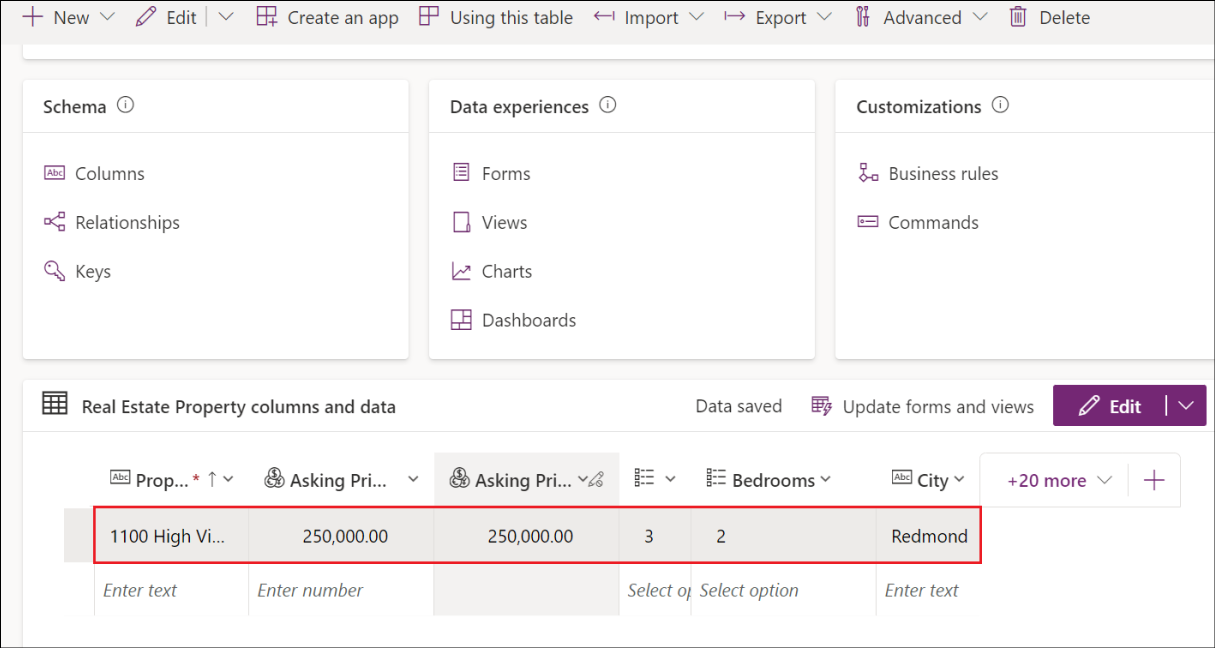 New Edit Create an app Using this table Import Export Advanced Delete
Schema
Abc Columns
Relationships
Keys
Data experiences
Forms
Views
Charts
Dashboards
Customizations
Business rules
Commands
Real Estate Property columns and data Data saved Update forms and views Edit
Abc Prop... * Asking Pri... Asking Pri... Bedrooms Abc City +20 more
1100 High Vi... 250,000.00 250,000.00 3 2 Redmond
Enter text Enter number Select op Select option Enter text